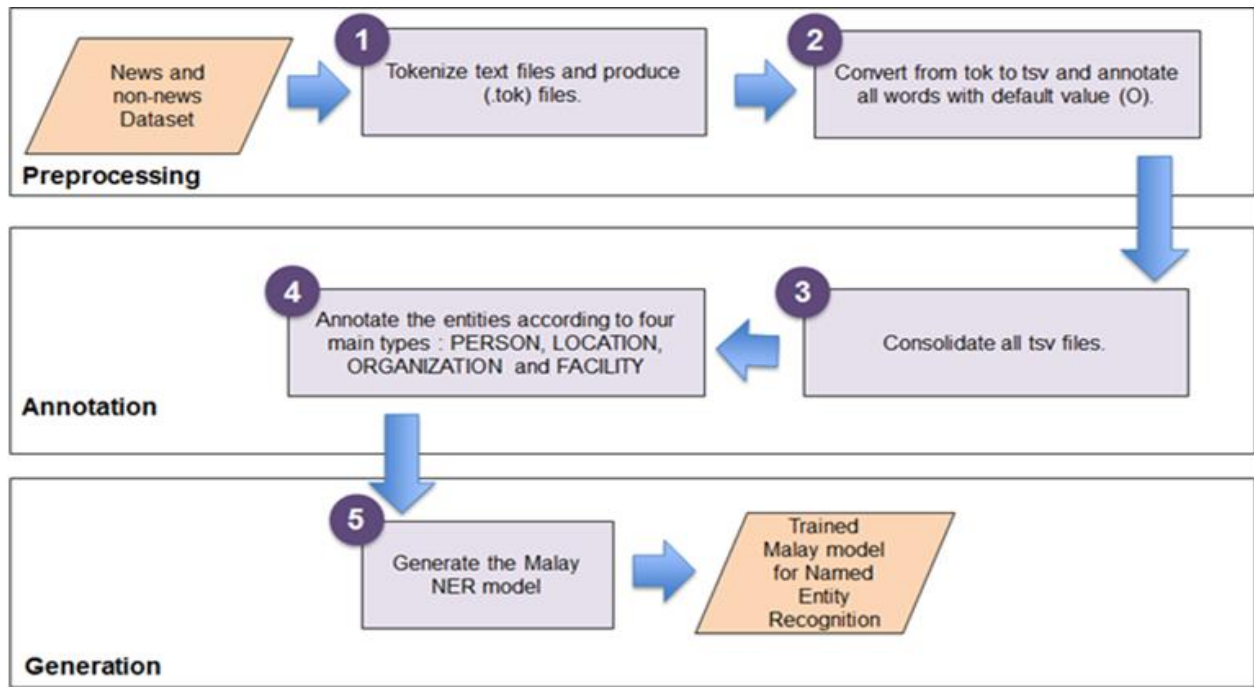 News and
non-news
Dataset
1
Tokenize text files and produce
(.tok) files.
2
Convert from tok to tsv and annotate
all words with default value (O).
Preprocessing
4
Annotate the entities according to four
main types : PERSON, LOCATION,
ORGANIZATION and FACILITY
3
Consolidate all tsv files.
Annotation
5
Generate the Malay
NER model
Trained
Malay model
for Named
Entity
Recognition
Generation